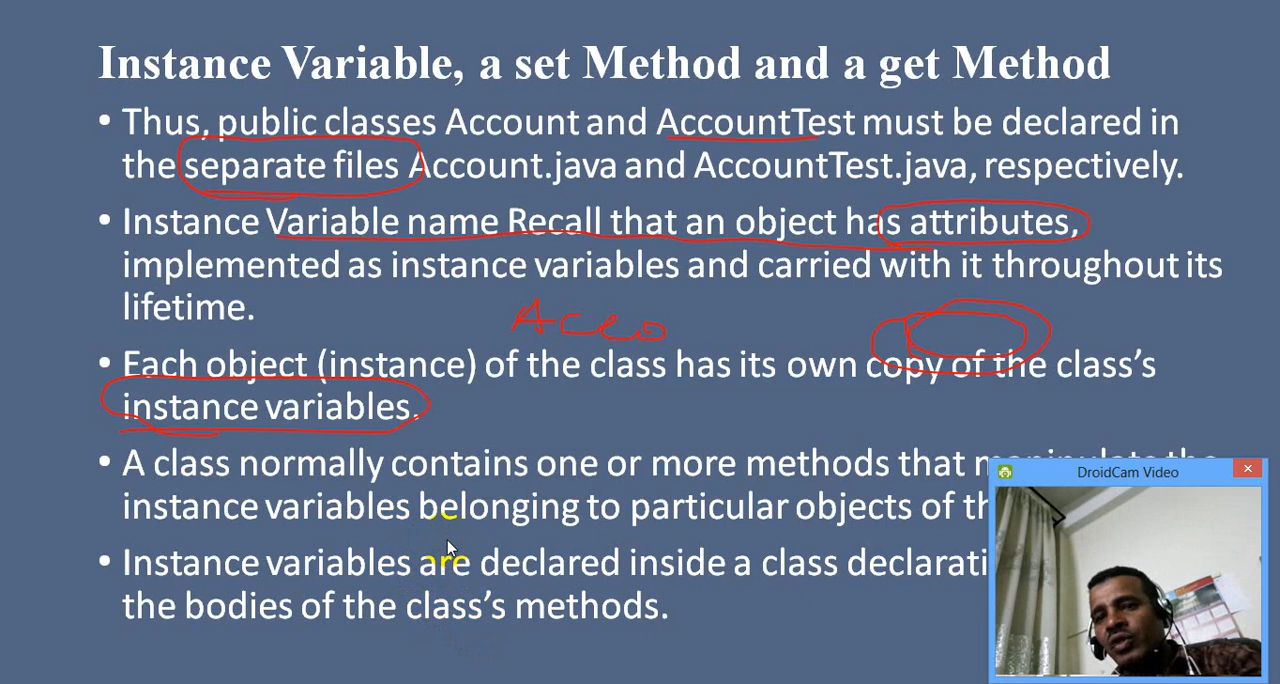 Instance Variable, a set Method and a get Method
• Thus, public classes Account and AccountTest must be declared in
the separate files Account.java and AccountTest.java, respectively.
• Instance Variable name Recall that an object has attributes,
implemented as instance variables and carried with it throughout its
lifetime.
Acco
• Each object (instance) of the class has its own copy of the class’s
instance variables.
• A class normally contains one or more methods that manipulate the
instance variables belonging to particular objects of
• Instance variables are declared inside a class
the bodies of the class’s methods.
DroidCam Video